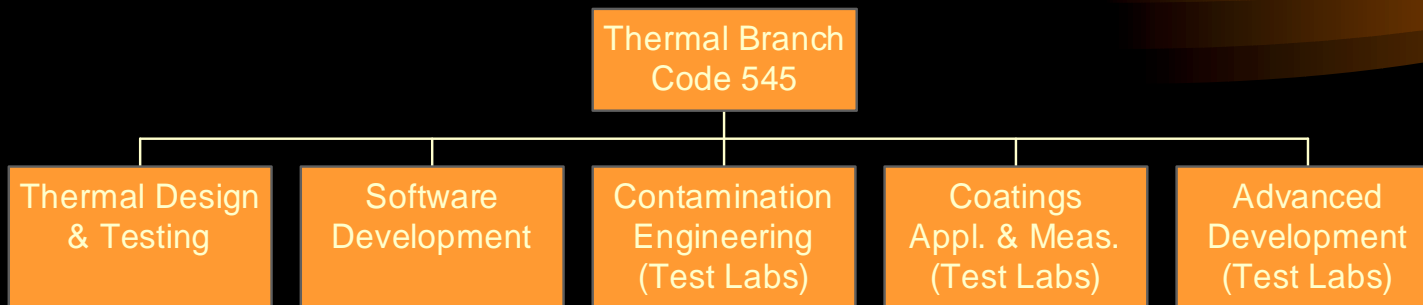 Thermal Branch
Code 545
Thermal Design
& Testing
Software
Development
Contamination
Engineering
(Test Labs)
Coatings
Appl. & Meas.
(Test Labs)
Advanced
Development
(Test Labs)